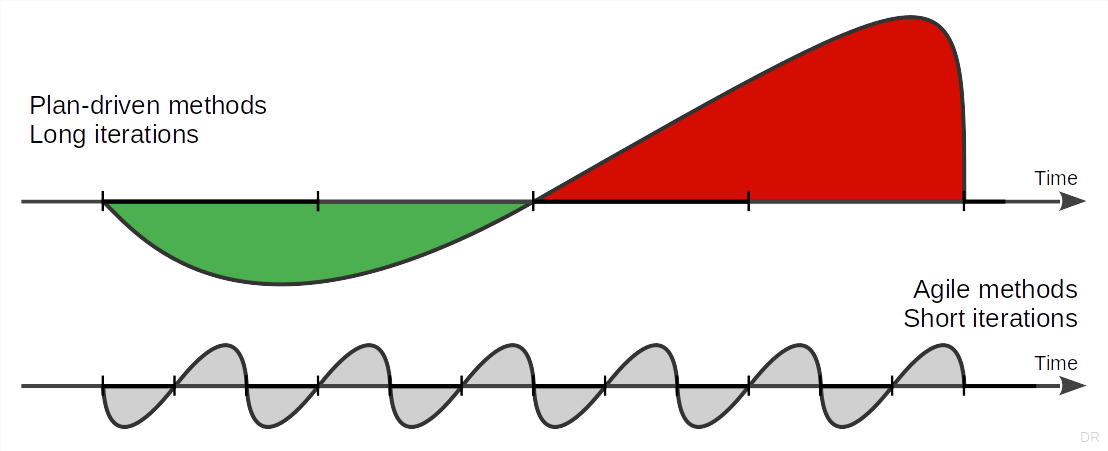 Plan-driven methods
Long iterations
Time
Agile methods
Short iterations
Time
DR